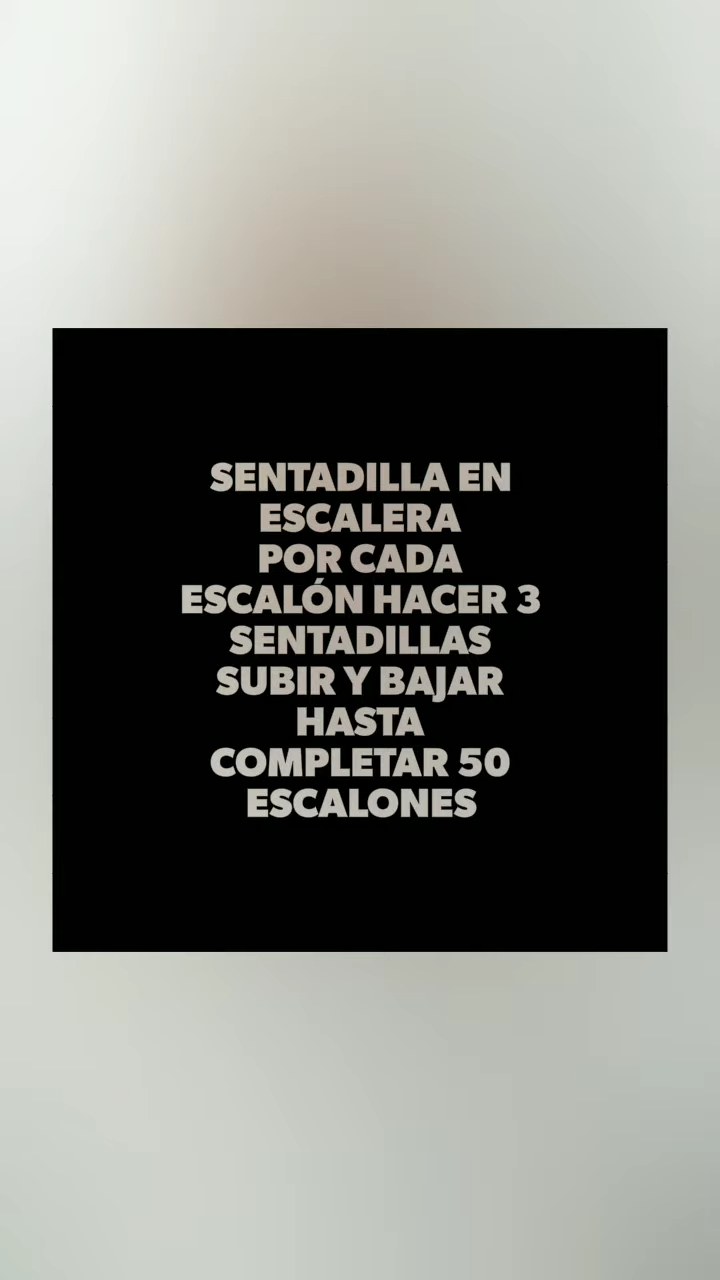 SENTADILLA EN
ESCALERA
POR CADA
ESCALÓN HACER 3
SENTADILLAS
SUBIR Y BAJAR
HASTA
COMPLETAR 50
ESCALONES